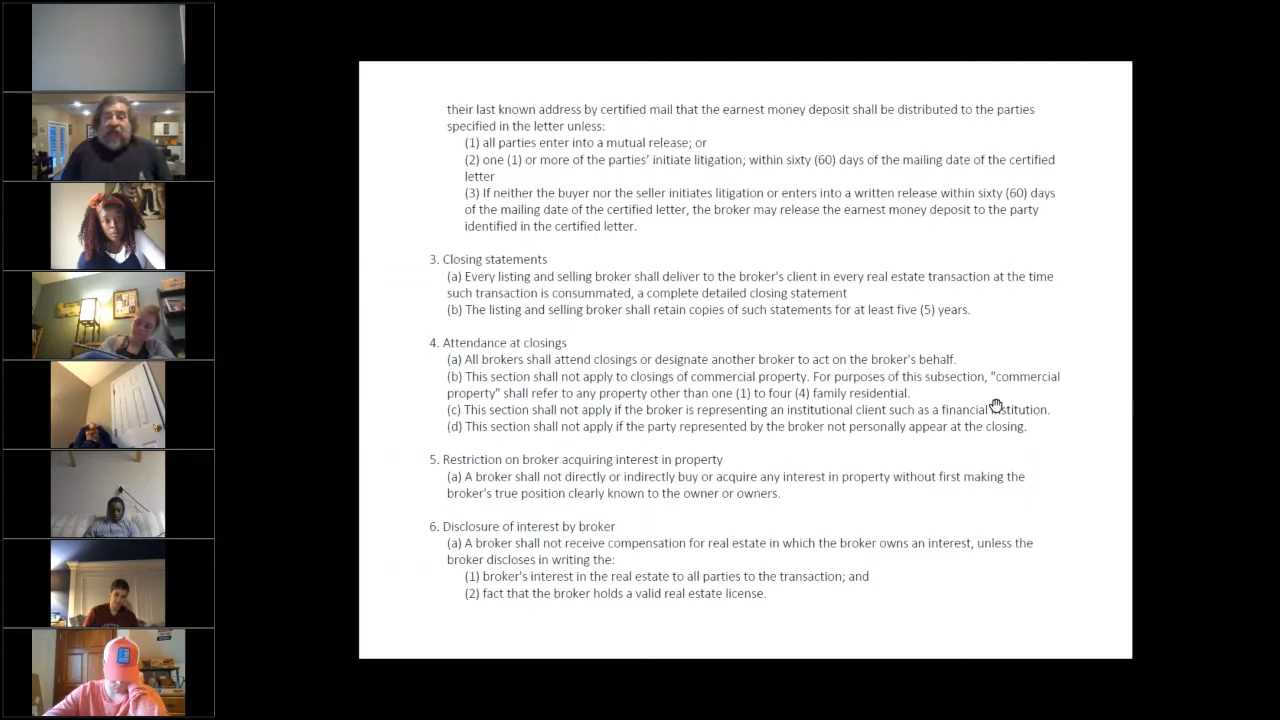 their last known address by certified mail that the earnest money deposit shall be distributed to the parties
specified in the letter unless:
(1) all parties enter into a mutual release; or
(2) one (1) or more of the parties' initiate litigation; within sixty (60) days of the mailing date of the certified
letter
(3) If neither the buyer nor the seller initiates litigation or enters into a written release within sixty (60) days
of the mailing date of the certified letter, the broker may release the earnest money deposit to the party
identified in the certified letter.
3. Closing statements
(a) Every listing and selling broker shall deliver to the broker's client in every real estate transaction at the time
such transaction is consummated, a complete detailed closing statement
(b) The listing and selling broker shall retain copies of such statements for at least five (5) years.
4. Attendance at closings
(a) All brokers shall attend closings or designate another broker to act on the broker's behalf.
(b) This section shall not apply to closings of commercial property. For purposes of this subsection, "commercial
property" shall refer to any property other than one (1) to four (4) family residential.
(c) This section shall not apply if the broker is representing an institutional client such as a financial institution.
(d) This section shall not apply if the party represented by the broker not personally appear at the closing.
5. Restriction on broker acquiring interest in property
(a) A broker shall not directly or indirectly buy or acquire any interest in property without first making the
broker's true position clearly known to the owner or owners.
6. Disclosure of interest by broker
(a) A broker shall not receive compensation for real estate in which the broker owns an interest, unless the
broker discloses in writing the:
(1) broker's interest in the real estate to all parties to the transaction; and
(2) fact that the broker holds a valid real estate license.